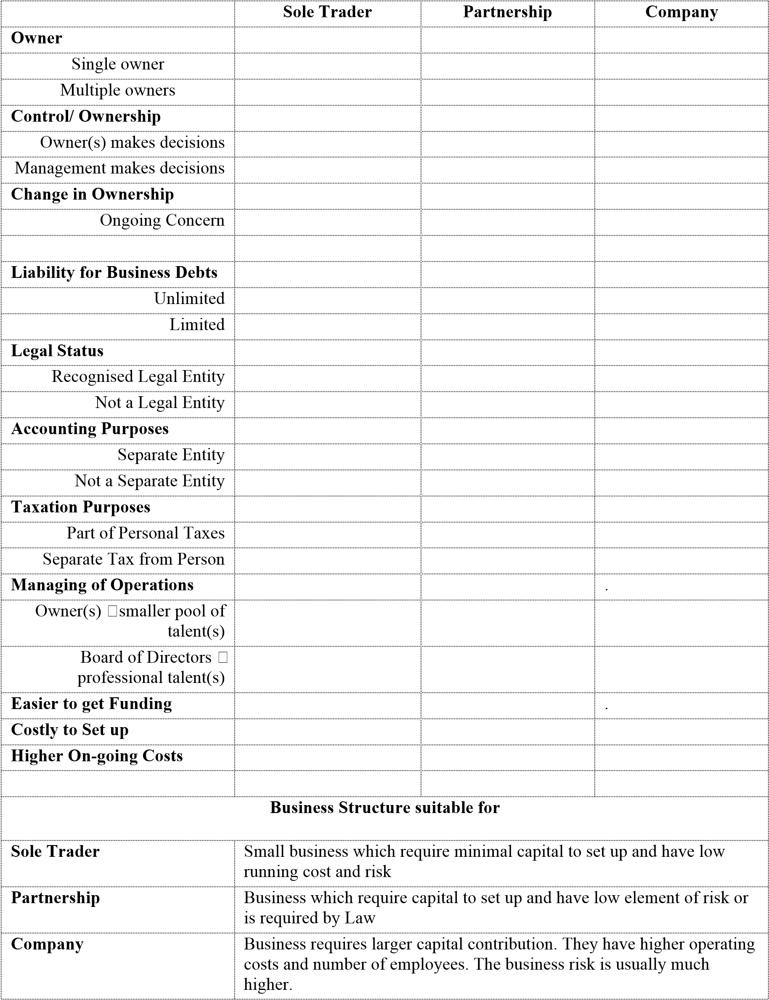 Sole Trader Partnership Company
Owner
Single owner
Multiple owners
Control/ Ownership
Owner(s) makes decisions
Management makes decisions
Change in Ownership
Ongoing Concern
Liability for Business Debts
Unlimited
Limited
Legal Status
Recognised Legal Entity
Not a Legal Entity
Accounting Purposes
Separate Entity
Not a Separate Entity
Taxation Purposes
Part of Personal Taxes
Separate Tax from Person
Managing of Operations .
Owner(s) □smaller pool of
talent(s)
Board of Directors □
professional talent(s)
Easier to get Funding .
Costly to Set up
Higher On-going Costs
Business Structure suitable for
Sole Trader Small business which require minimal capital to set up and have low
running cost and risk
Partnership Business which require capital to set up and have low element of risk or
is required by Law
Company Business requires larger capital contribution. They have higher operating
costs and number of employees. The business risk is usually much
higher.